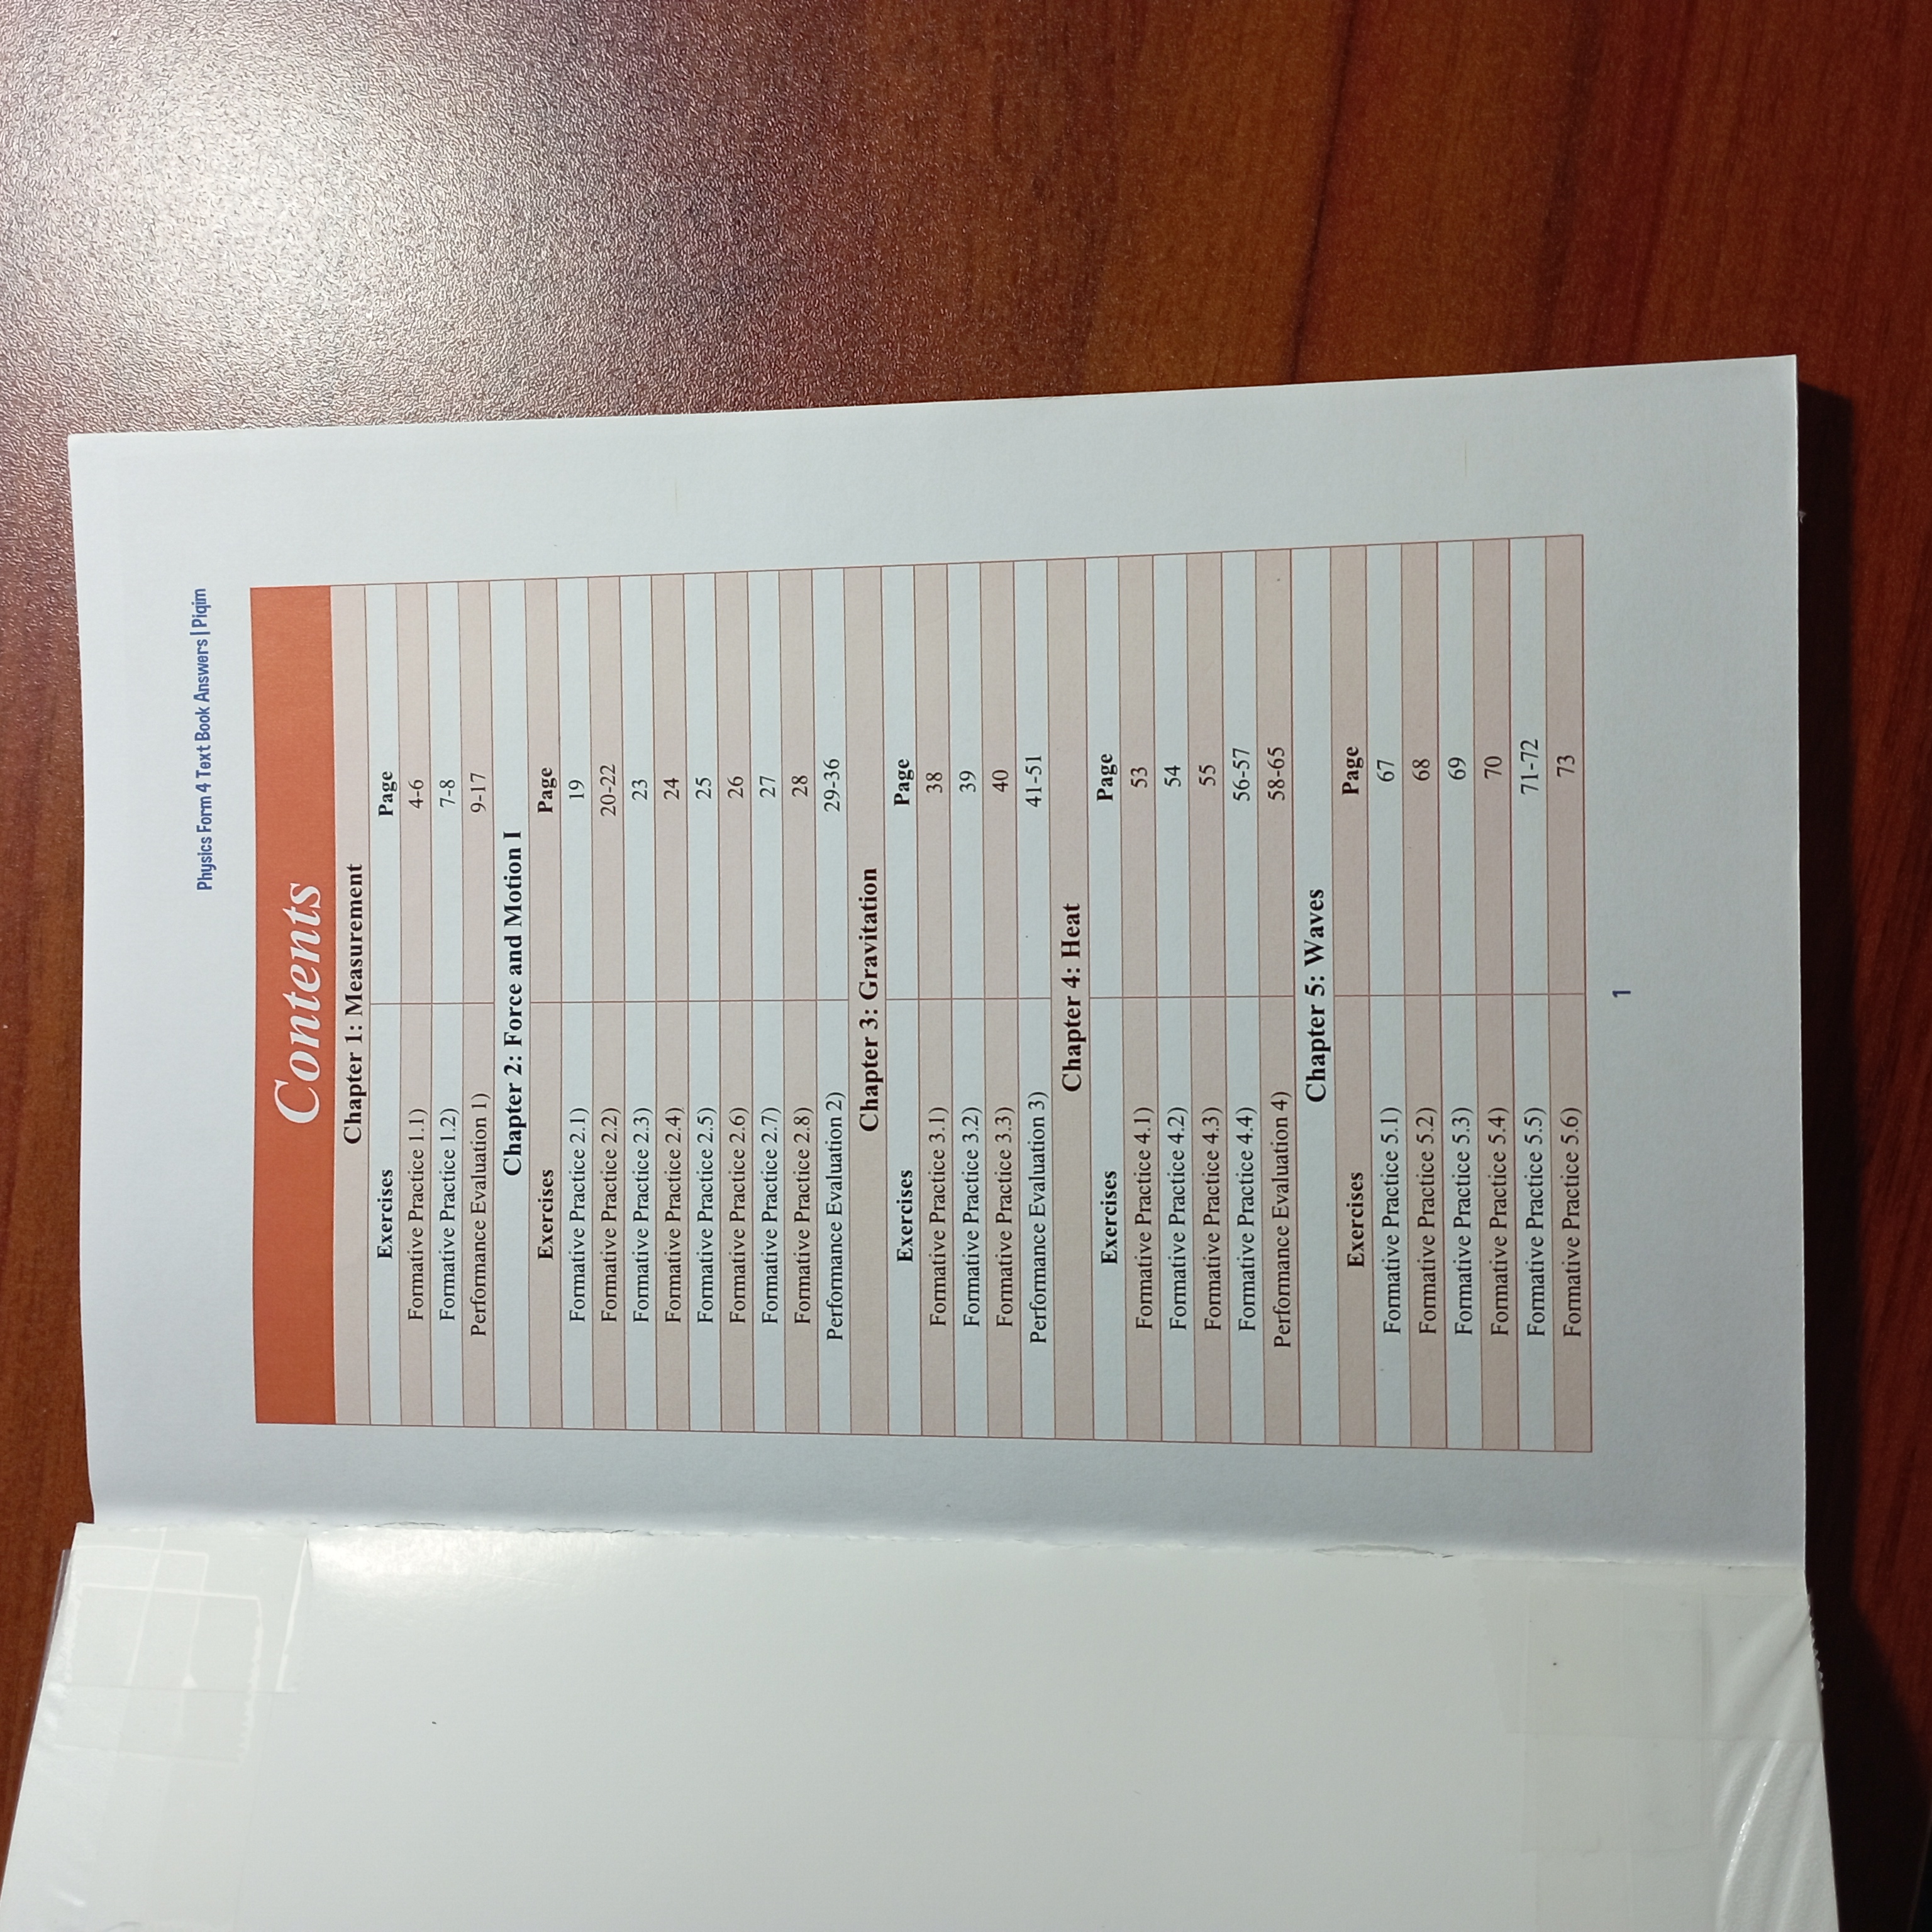 Physics Form 4 Text Book Answers | Piqim
Contents
Chapter 1: Measurement
Exercises Page
Formative Practice 1.1) 4-6
Formative Practice 1.2) 7-8
Performance Evaluation 1) 9-17
Chapter 2: Force and Motion I
Exercises Page
Formative Practice 2.1) 19
Formative Practice 2.2) 20-22
Formative Practice 2.3) 23
Formative Practice 2.4) 24
Formative Practice 2.5) 25
Formative Practice 2.6) 26
Formative Practice 2.7) 27
Formative Practice 2.8) 28
Performance Evaluation 2) 29-36
Chapter 3: Gravitation
Exercises Page
Formative Practice 3.1) 38
Formative Practice 3.2) 39
Formative Practice 3.3) 40
Performance Evaluation 3) 41-51
Chapter 4: Heat
Exercises Page
Formative Practice 4.1) 53
Formative Practice 4.2) 54
Formative Practice 4.3) 55
Formative Practice 4.4) 56-57
Performance Evaluation 4) 58-65
Chapter 5: Waves
Exercises Page
Formative Practice 5.1) 67
Formative Practice 5.2) 68
Formative Practice 5.3) 69
Formative Practice 5.4) 70
Formative Practice 5.5) 71-72
Formative Practice 5.6) 73
1